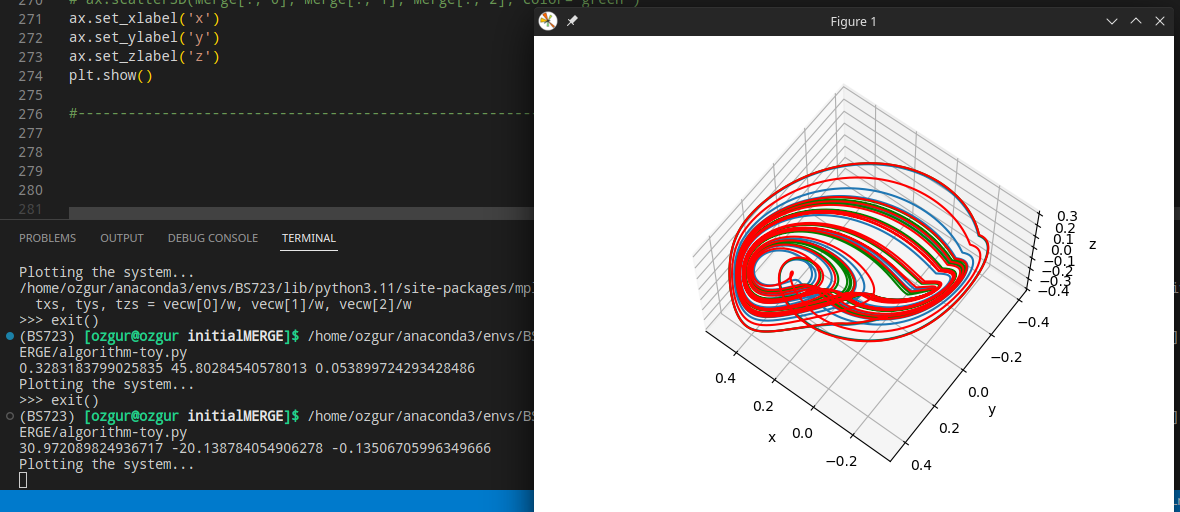 270 # ax.scatter3D(merge[:, 0], merge[:, 1], merge[:, 2], color='green')
271 ax.set_xlabel('x')
272 ax.set_ylabel('y')
273 ax.set_zlabel('z')
274 plt.show()
275
276 #-------------------------------------------------------
277
278
279
280
281
PROBLEMS OUTPUT DEBUG CONSOLE TERMINAL
Plotting the system...
/home/ozgur/anaconda3/envs/BS723/lib/python3.11/site-packages/mpl
txs, tys, tzs = vecw[0]/w, vecw[1]/w, vecw[2]/w
>>> exit()
(BS723) [ozgur@ozgur initialMERGE]$ /home/ozgur/anaconda3/envs/BS
ERGE/algorithm-toy.py
0.3283183799025835 45.80284540578013 0.053899724293428486
Plotting the system...
>>> exit()
(BS723) [ozgur@ozgur initialMERGE]$ /home/ozgur/anaconda3/envs/BS
ERGE/algorithm-toy.py
30.972089824936717 -20.138784054906278 -0.13506705996349666
Plotting the system...
Figure 1
0.3
0.2
0.1
0.0
−0.1
−0.2
−0.3
−0.4
z
−0.4
−0.2
0.0
0.2
0.4
y
0.4
0.2
0.0
−0.2
x